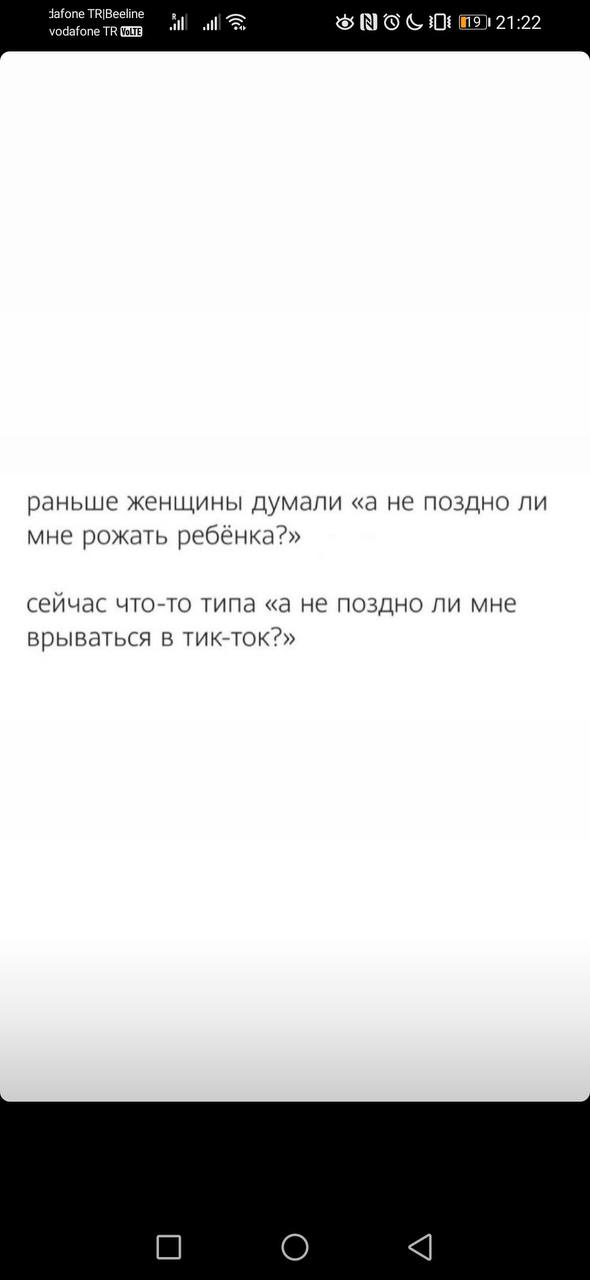 dafone TR|Beeline
vodafone TR VoLTE
R
19
21:22
раньше женщины думали «а не поздно ли
мне рожать ребёнка?»
сейчас что-то типа «а не поздно ли мне
врываться в тик-ток?»